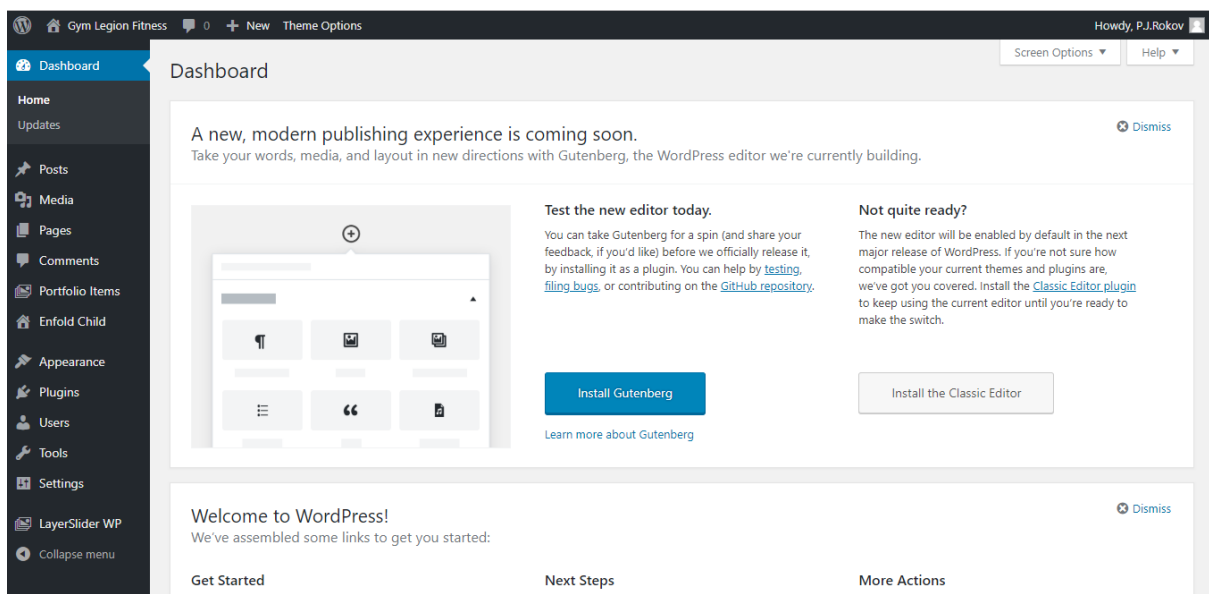 Gym Legion Fitness 0 New Theme Options Howdy, P.J.Rokov
Screen Options Help
Dashboard
Home
Updates
Posts
Media
Pages
Comments
Portfolio Items
Enfold Child
Appearance
Plugins
Users
Tools
Settings
LayerSlider WP
Collapse menu
Dashboard
A new, modern publishing experience is coming soon.
Dismiss
Take your words, media, and layout in new directions with Gutenberg, the WordPress editor we're currently building.
Test the new editor today.
You can take Gutenberg for a spin (and share your
feedback, if you'd like) before we officially release it,
by installing it as a plugin. You can help by testing,
filing bugs, or contributing on the GitHub repository.
Install Gutenberg
Learn more about Gutenberg
Not quite ready?
The new editor will be enabled by default in the next
major release of WordPress. If you're not sure how
compatible your current themes and plugins are,
we've got you covered. Install the Classic Editor plugin
to keep using the current editor until you're ready to
make the switch.
Install the Classic Editor
Welcome to WordPress!
Dismiss
We've assembled some links to get you started:
Get Started
Next Steps
More Actions